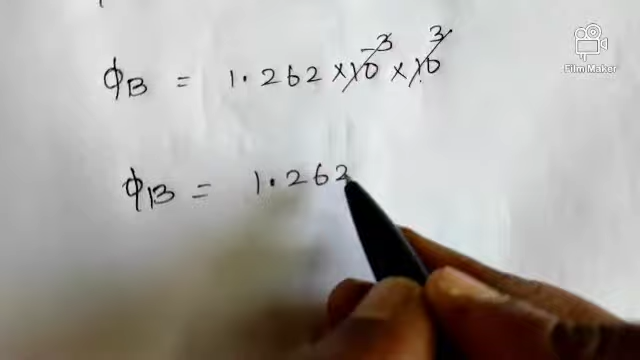 ϕB = 1.262 × 10⁻³ × 10³
ϕB = 1.262
Film Maker